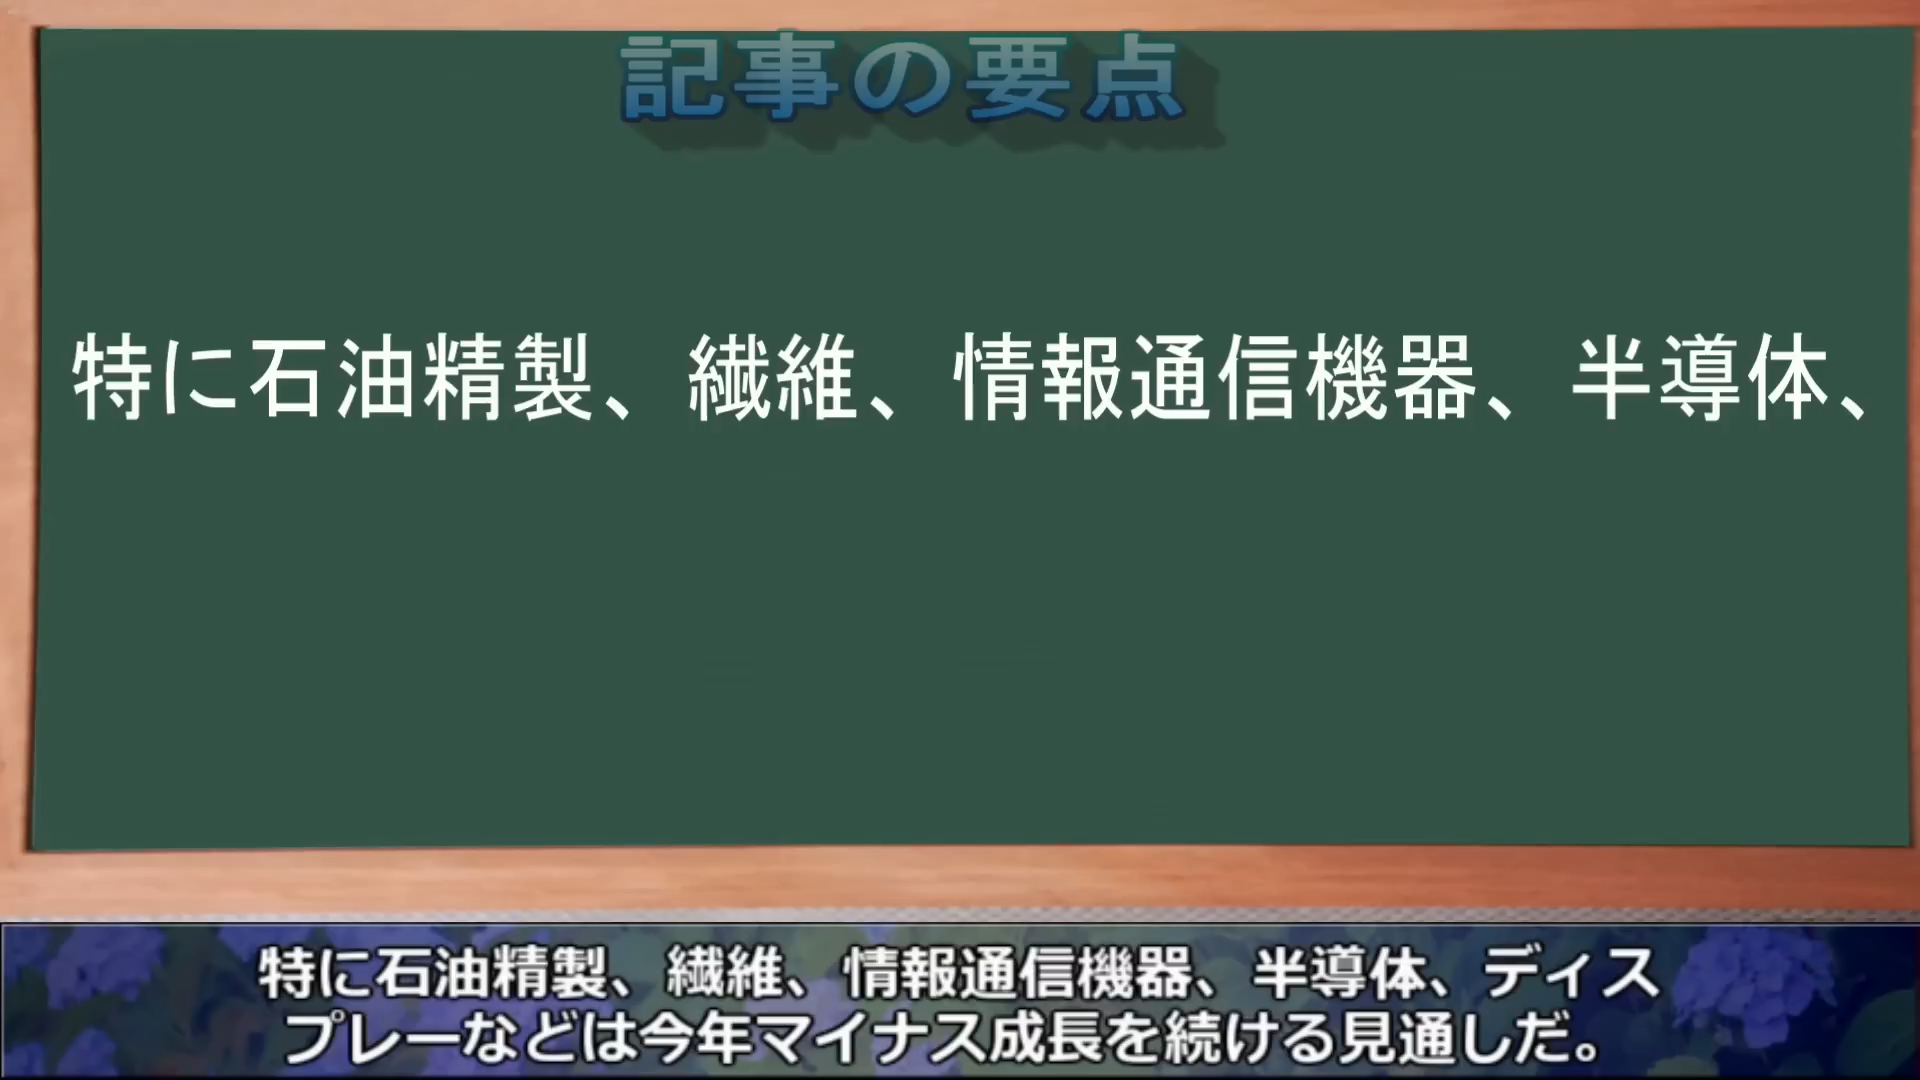 記事の要点
特に石油精製、繊維、情報通信機器、半導体、
特に石油精製、繊維、情報通信機器、半導体、ディス
プレーなどは今年マイナス成長を続ける見通しだ。